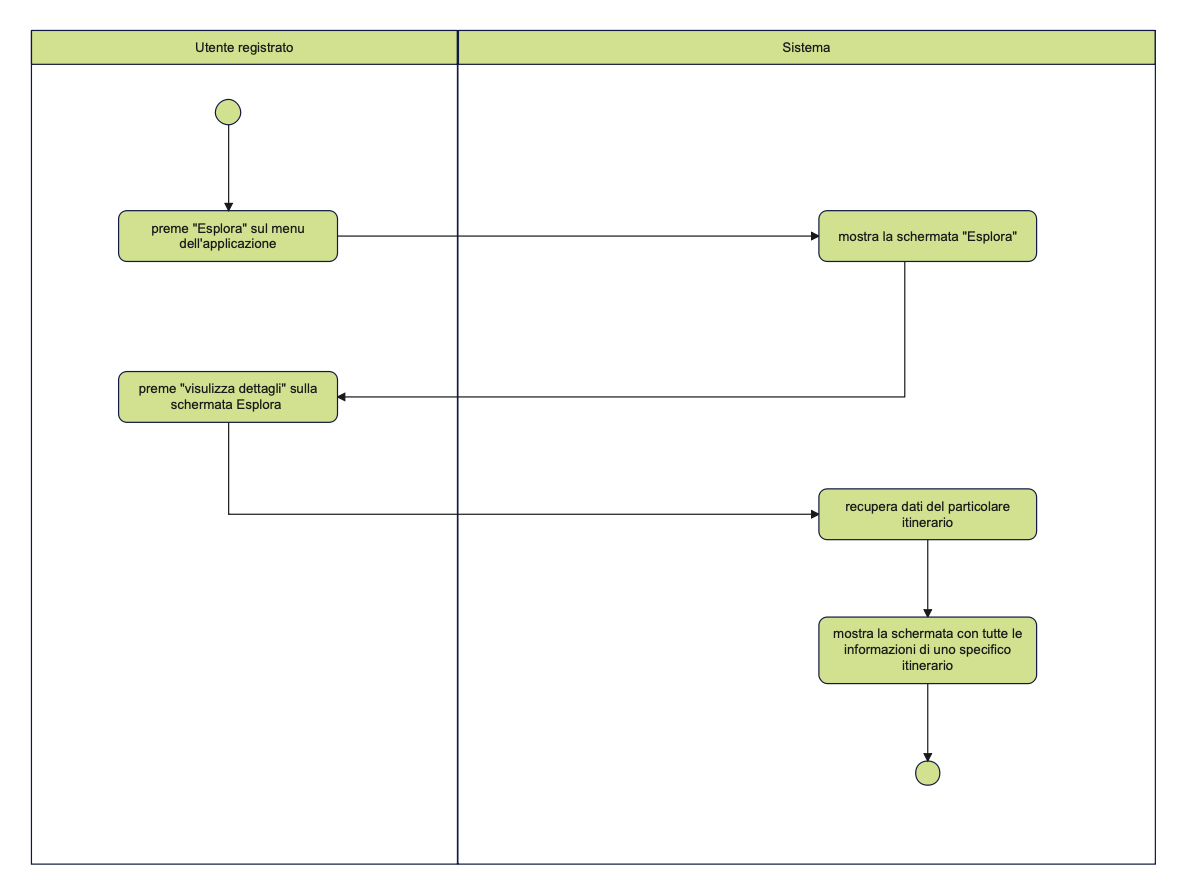 Utente registrato
Sistema
preme "Esplora" sul menu
dell'applicazione
mostra la schermata "Esplora"
preme "visulizza dettagli" sulla
schermata Esplora
recupera dati del particolare
itinerario
mostra la schermata con tutte le
informazioni di uno specifico
itinerario